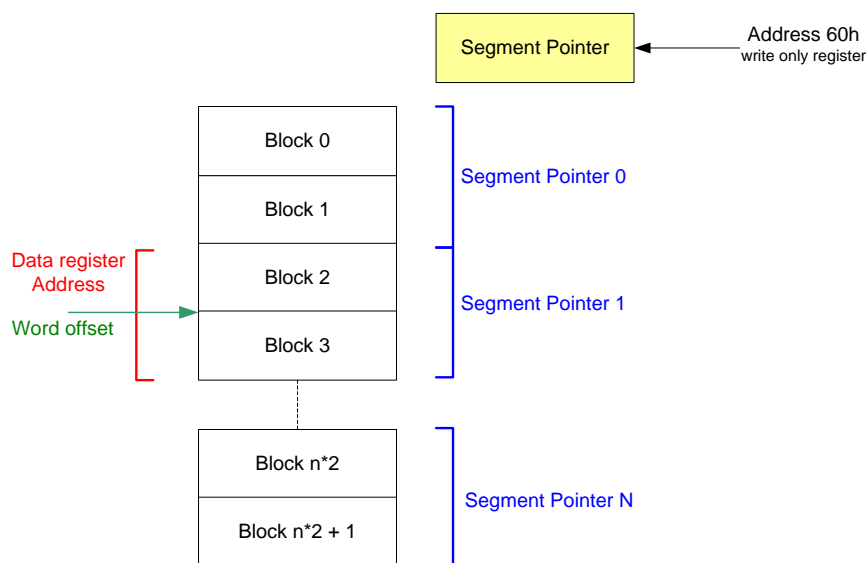 Segment Pointer
Address 60h
write only register
Block 0
Segment Pointer 0
Block 1
Data register
Address
Block 2
Segment Pointer 1
Word offset
Block 3
Block n*2
Segment Pointer N
Block n*2 + 1